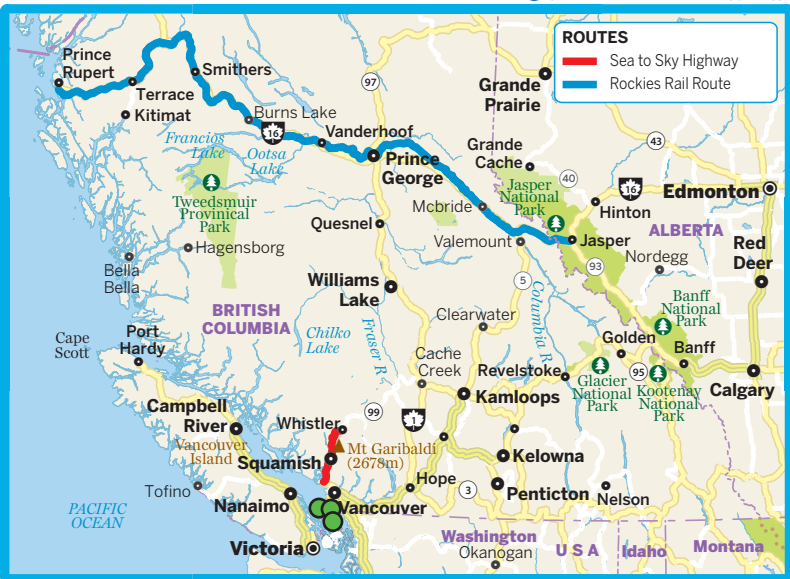 ROUTES
Sea to Sky Highway
Rockies Rail Route
Prince
Rupert
Terrace
Kitimat
Smithers
Burns Lake
16
Francios
Lake
Ootsa
Lake
Vanderhoof
97
Prince
George
Grande
Prairie
Grande
Cache
43
40
16
Edmonton
Hinton
Jasper
National
Park
Mcbride
Valemount
Jasper
ALBERTA
93
Nordegg
Red
Deer
Tweedsmuir
Provinical
Park
Hagensborg
Quesnel
Bella
Bella
Williams
Lake
5
Columbia R
BRITISH
COLUMBIA
Chilko
Lake
Fraser R
Clearwater
Banff
National
Park
Cape
Scott
Port
Hardy
Cache
Creek
Revelstoke
Golden
Banff
95
Glacier
National
Park
Kootenay
National
Park
Calgary
Kamloops
Campbell
River
Vancouver
Island
Whistler
99
1
Mt Garibaldi
(2678m)
Squamish
Kelowna
Tofino
Nanaimo
Vancouver
Hope
3
Penticton
Nelson
PACIFIC
OCEAN
Victoria
Washington
Okanogan
USA
Idaho
Montana